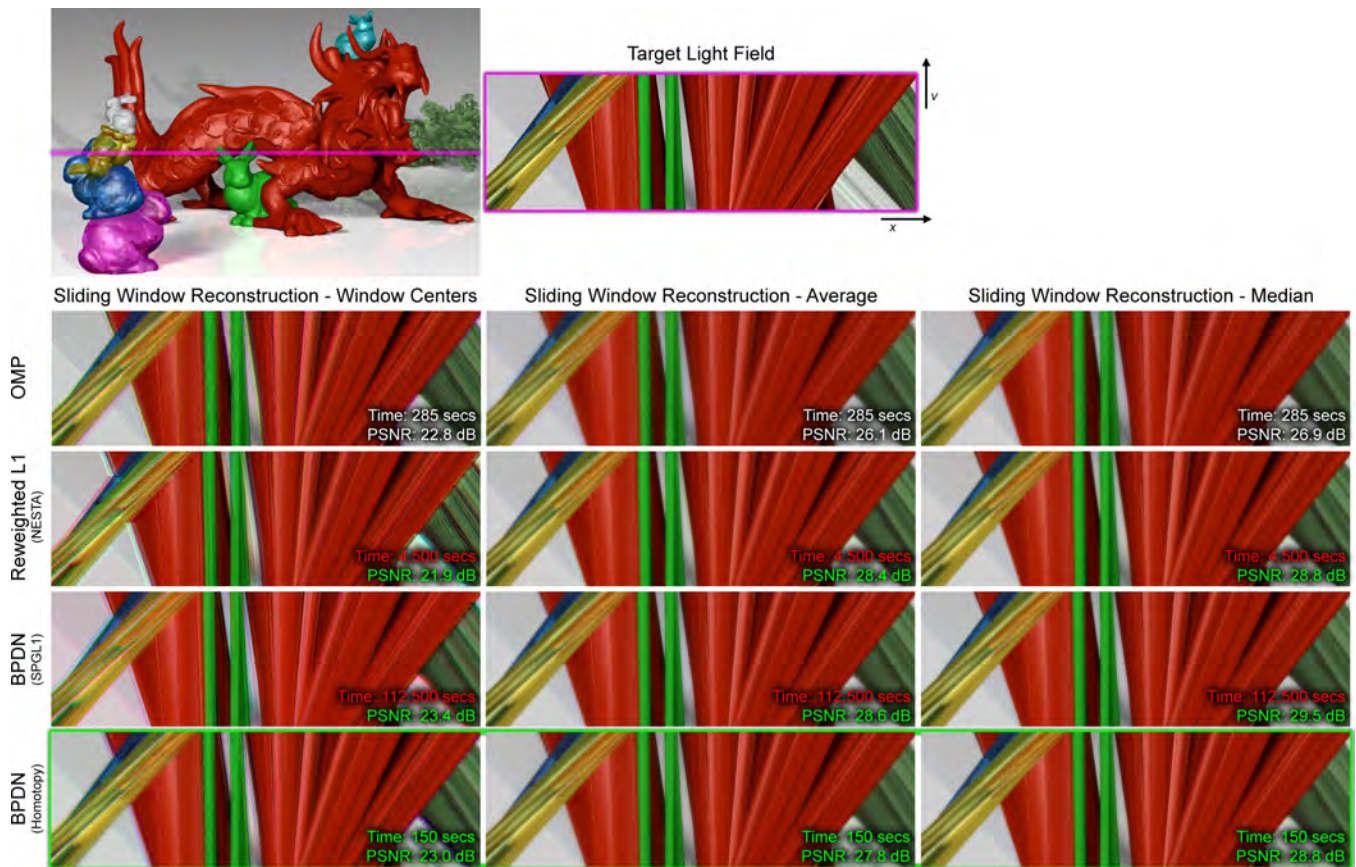 Target Light Field
v
x
Sliding Window Reconstruction - Window Centers
Sliding Window Reconstruction - Average
Sliding Window Reconstruction - Median
OMP
Time: 285 secs
PSNR: 22.8 dB
Time: 285 secs
PSNR: 26.1 dB
Time: 285 secs
PSNR: 26.9 dB
Reweighted L1
(NESTA)
Time: 4,500 secs
PSNR: 21.9 dB
Time: 4,500 secs
PSNR: 28.4 dB
Time: 4,500 secs
PSNR: 28.8 dB
BPDN
(SPGL1)
Time: 112,500 secs
PSNR: 23.4 dB
Time: 112,500 secs
PSNR: 28.6 dB
Time: 112,500 secs
PSNR: 29.5 dB
BPDN
(Homotopy)
Time: 150 secs
PSNR: 23.0 dB
Time: 150 secs
PSNR: 27.8 dB
Time: 150 secs
PSNR: 28.8 dB